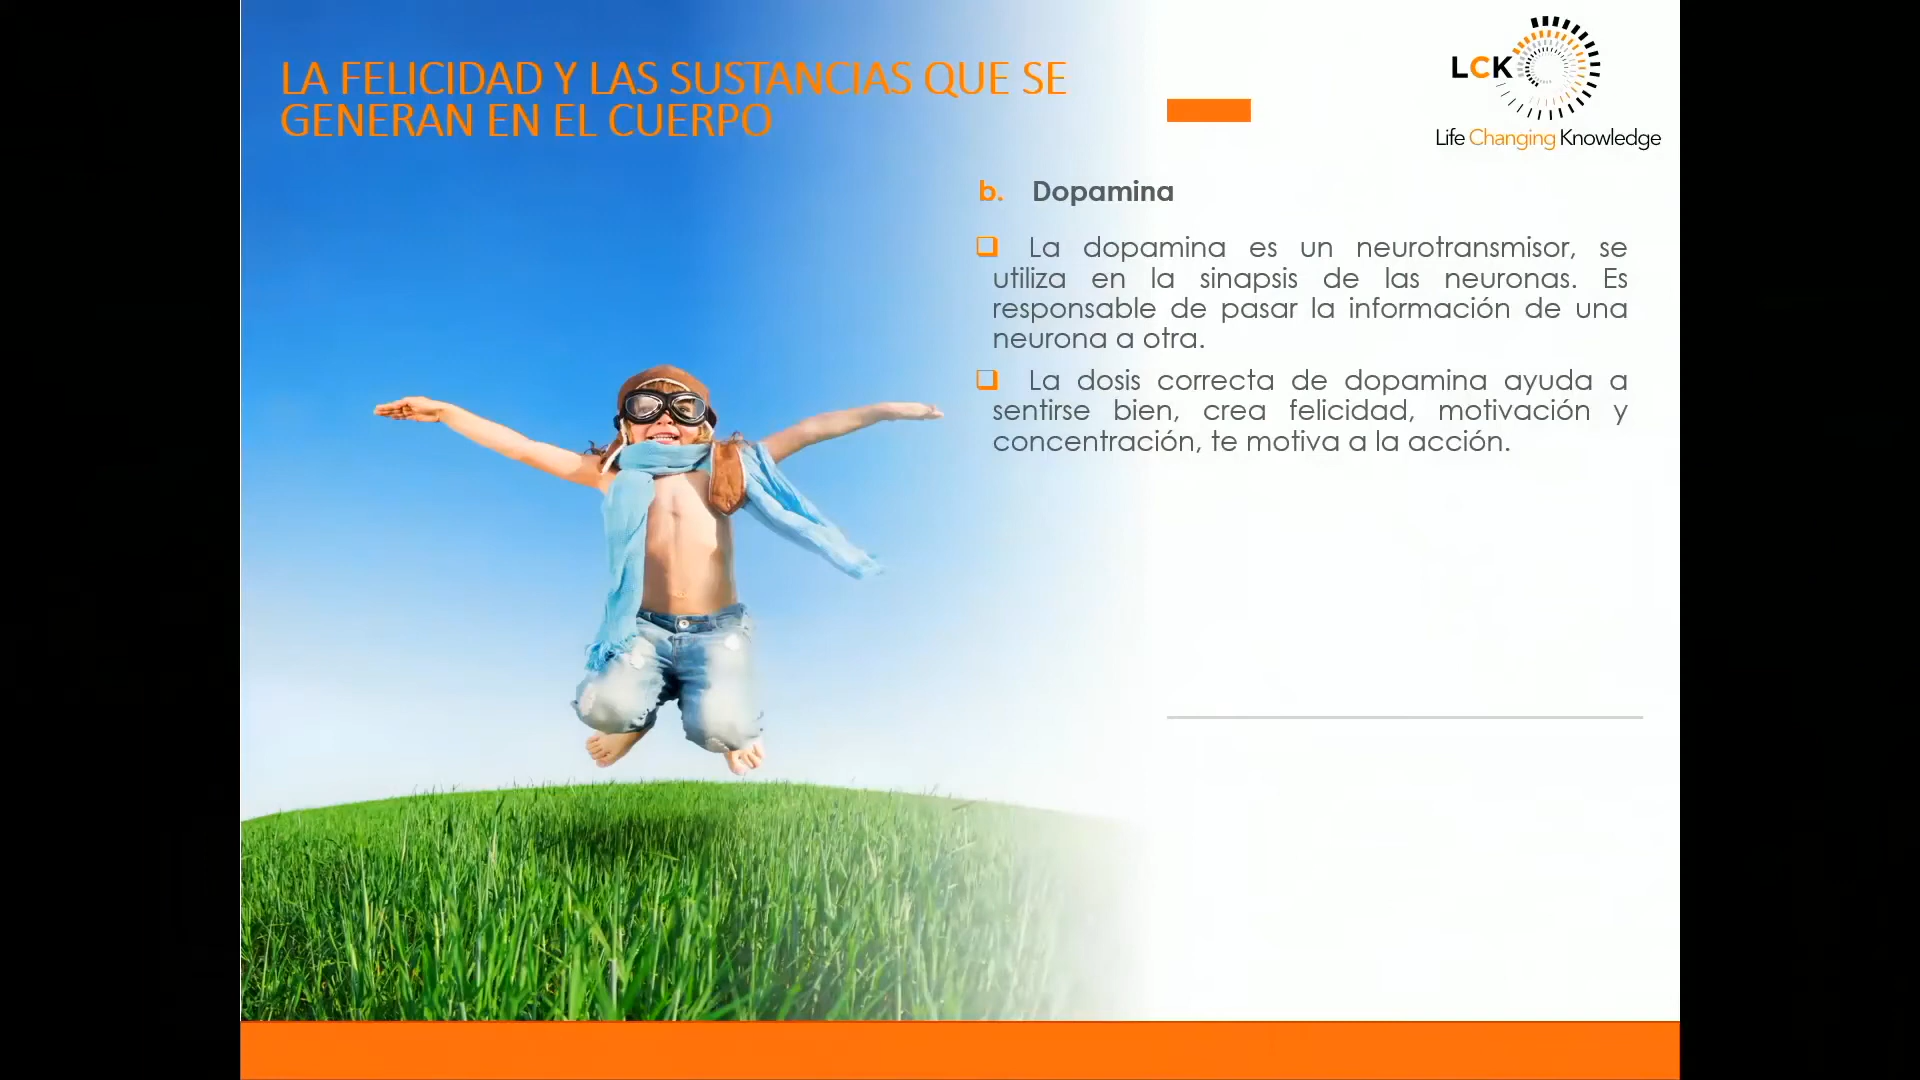 LA FELICIDAD Y LAS SUSTANCIAS QUE SE
GENERAN EN EL CUERPO
LCK
Life Changing Knowledge
b. Dopamina
La dopamina es un neurotransmisor, se
utiliza en la sinapsis de las neuronas. Es
responsable de pasar la información de una
neurona a otra.
La dosis correcta de dopamina ayuda a
sentirse bien, crea felicidad, motivación y
concentración, te motiva a la acción.